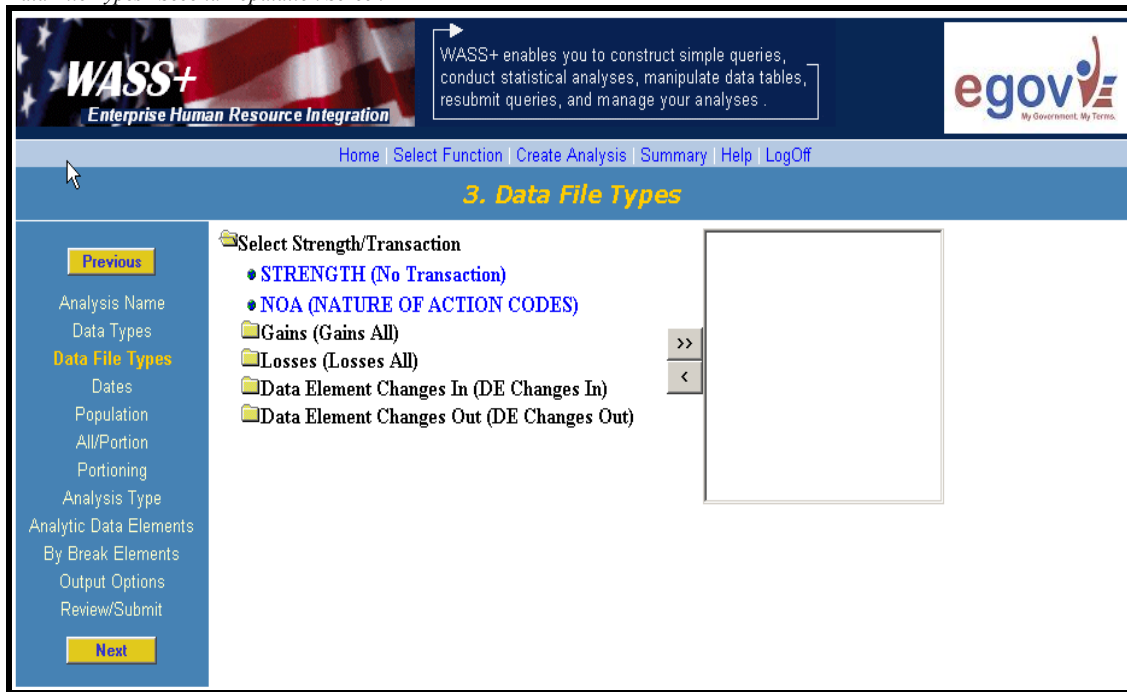 WASS+
Enterprise Human Resource Integration
WASS+ enables you to construct simple queries,
conduct statistical analyses, manipulate data tables,
resubmit queries, and manage your analyses .
egov
My Government. My Terms.
Home | Select Function | Create Analysis | Summary | Help | LogOff
3. Data File Types
Previous
Analysis Name
Data Types
Data File Types
Dates
Population
All/Portion
Portioning
Analysis Type
Analytic Data Elements
By Break Elements
Output Options
Review/Submit
Next
Select Strength/Transaction
STRENGTH (No Transaction)
NOA (NATURE OF ACTION CODES)
Gains (Gains All)
Losses (Losses All)
Data Element Changes In (DE Changes In)
Data Element Changes Out (DE Changes Out)
>>
<